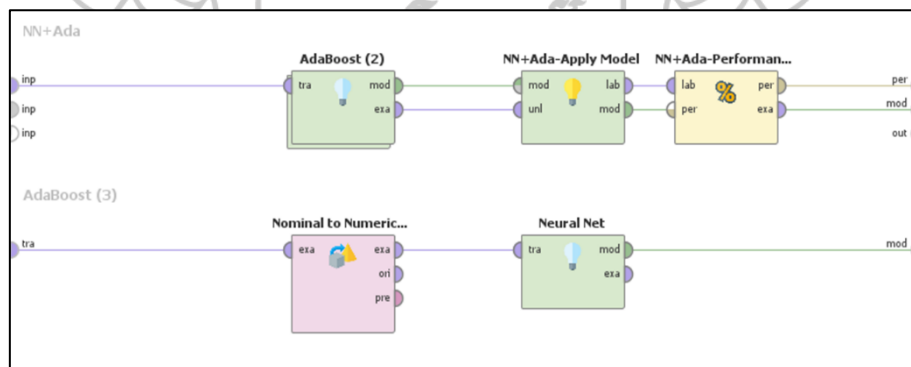 NN+Ada
AdaBoost (2) NN+Ada-Apply Model NN+Ada-Performan...
inp tra mod mod lab lab per per
inp exa unl mod per exa mod
inp out
AdaBoost (3)
Nominal to Numeric... Neural Net
tra exa exa tra mod mod
ori exa
pre